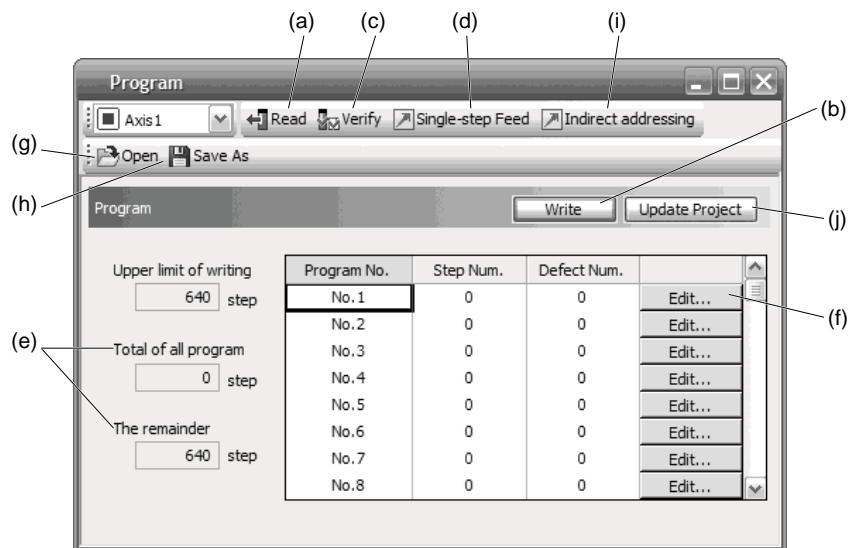 (a) (c) (d) (i)
Program
Axis1 Read Verify Single-step Feed Indirect addressing
(b)
(g)
Open Save As
(h)
Program Write Update Project
(j)
Upper limit of writing Program No. Step Num. Defect Num.
640 step No.1 0 0 Edit...
(f)
No.2 0 0 Edit...
(e) Total of all program No.3 0 0 Edit...
0 step No.4 0 0 Edit...
No.5 0 0 Edit...
The remainder No.6 0 0 Edit...
640 step No.7 0 0 Edit...
No.8 0 0 Edit...